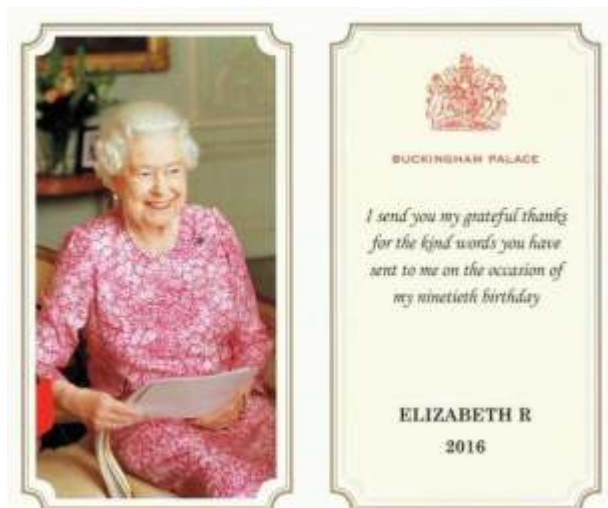 BUCKINGHAM PALACE
I send you my grateful thanks
for the kind words you have
sent to me on the occasion of
my ninetieth birthday
ELIZABETH R
2016